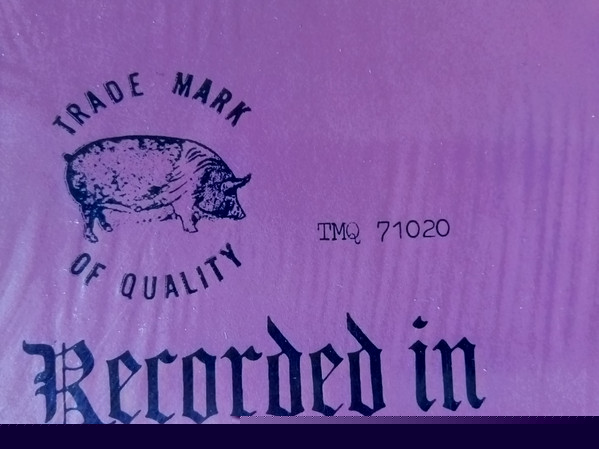 TRADE MARK
OF QUALITY
TMQ 71020
Recorded in